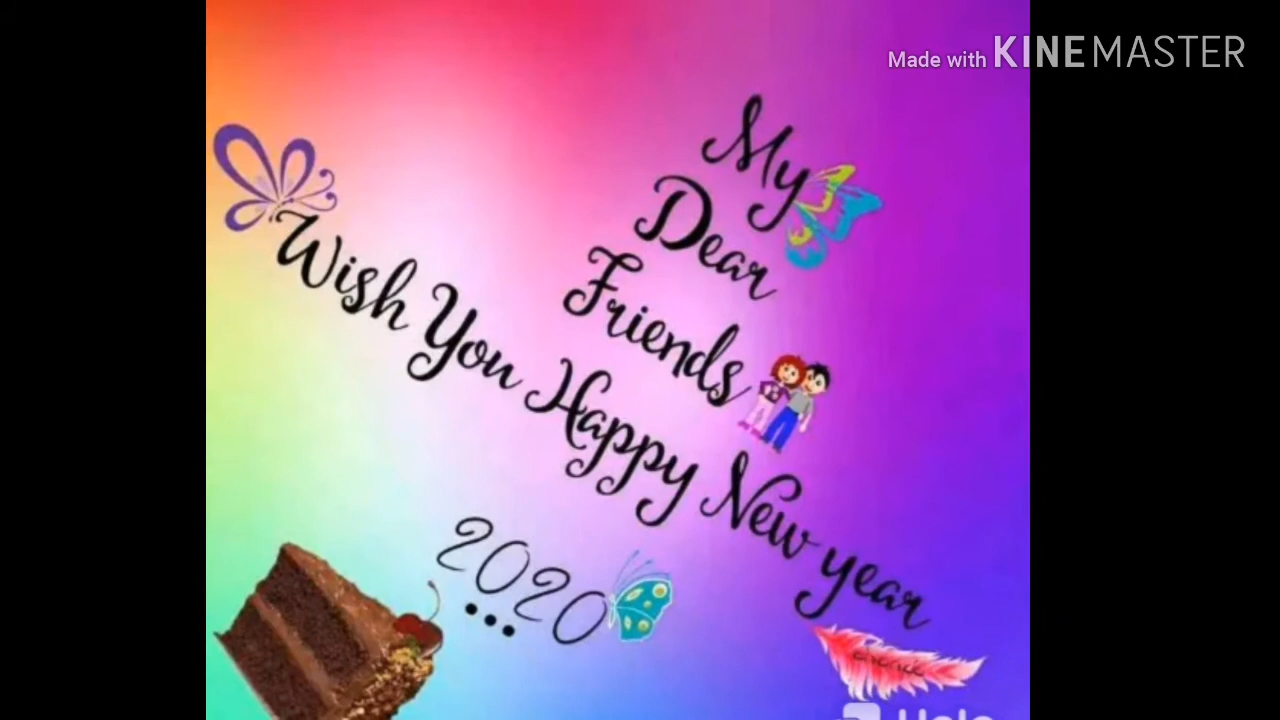 Made with KINEMASTER
My
Dear
Friends
Wish You Happy New year
2020
...